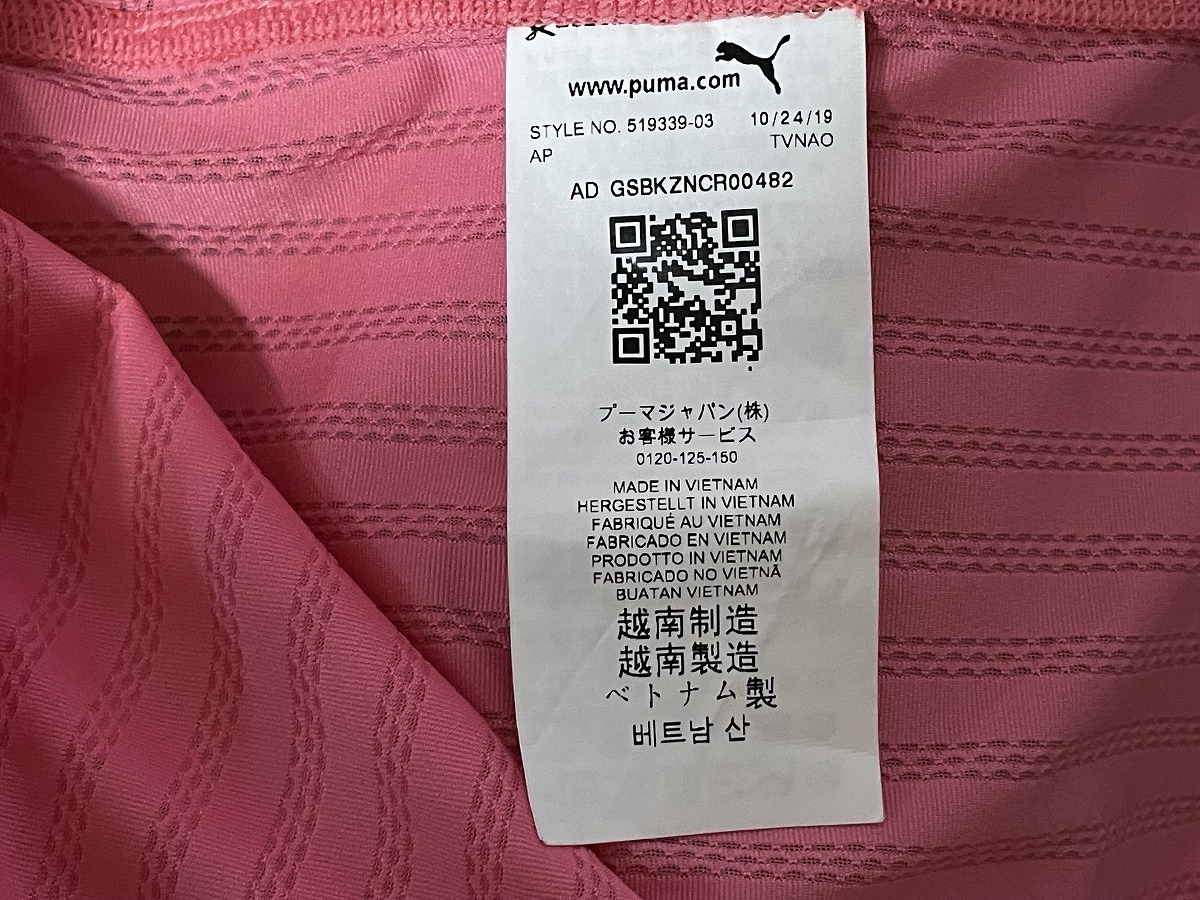 www.puma.com
STYLE NO. 519339-03 10/24/19
AP TVNAO
AD GSBKZNCR00482
プーマジャパン(株)
お客様サービス
0120-125-150
MADE IN VIETNAM
HERGESTELLT IN VIETNAM
FABRIQUÉ AU VIETNAM
FABRICADO EN VIETNAM
PRODOTTO IN VIETNAM
FABRICADO NO VIETNÃ
BUATAN VIETNAM
越南制造
越南製造
ベトナム製
베트남 산